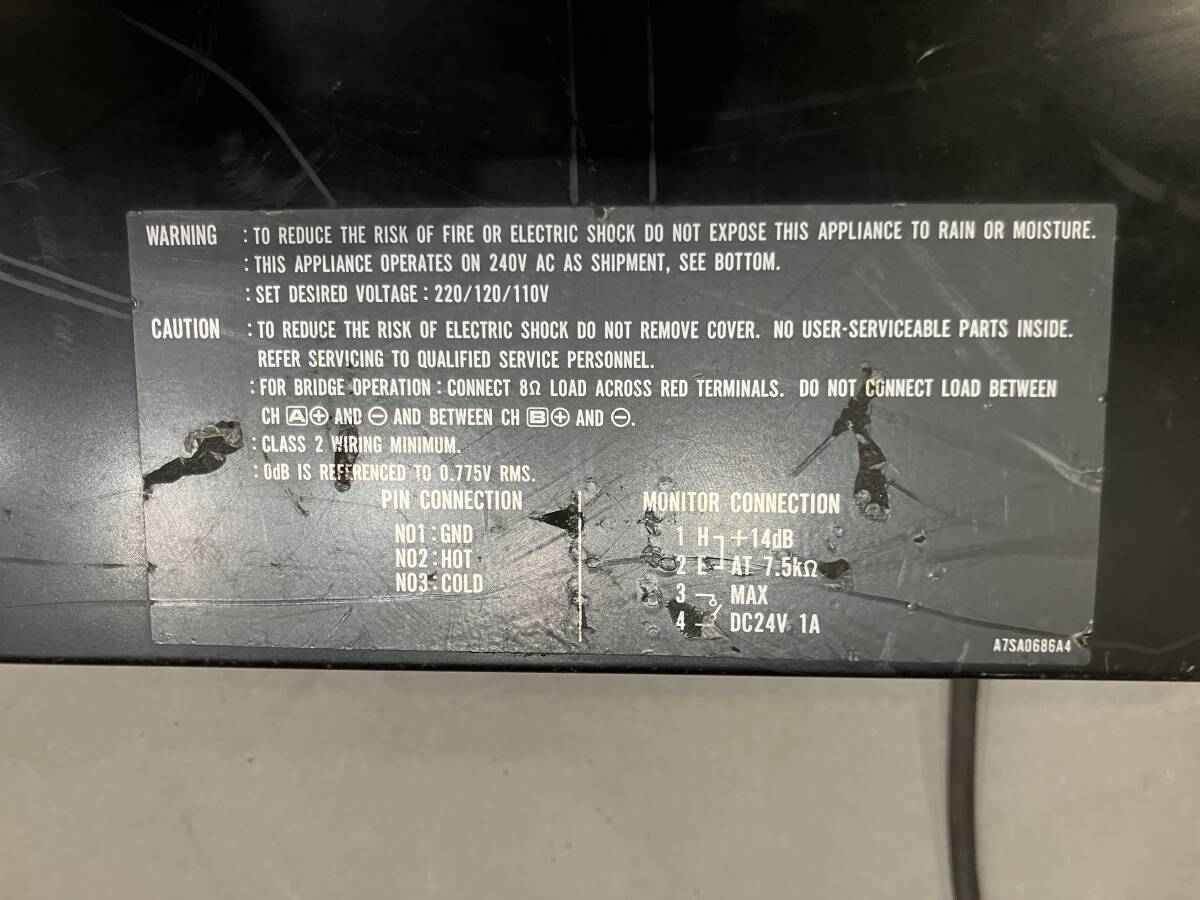 WARNING : TO REDUCE THE RISK OF FIRE OR ELECTRIC SHOCK DO NOT EXPOSE THIS APPLIANCE TO RAIN OR MOISTURE.
: THIS APPLIANCE OPERATES ON 240V AC AS SHIPMENT, SEE BOTTOM.
: SET DESIRED VOLTAGE : 220/120/110V
CAUTION : TO REDUCE THE RISK OF ELECTRIC SHOCK DO NOT REMOVE COVER. NO USER-SERVICEABLE PARTS INSIDE.
REFER SERVICING TO QUALIFIED SERVICE PERSONNEL.
: FOR BRIDGE OPERATION : CONNECT 8Ω LOAD ACROSS RED TERMINALS. DO NOT CONNECT LOAD BETWEEN
CH A⊕ AND ⊖ AND BETWEEN CH B⊕ AND ⊖.
: CLASS 2 WIRING MINIMUM.
: 0dB IS REFERENCED TO 0.775V RMS.
PIN CONNECTION
NO1 : GND
NO2 : HOT
NO3 : COLD
MONITOR CONNECTION
1 H +14dB
2 E AT 7.5kΩ
3 MAX
4 DC24V 1A
A7SA0686A4